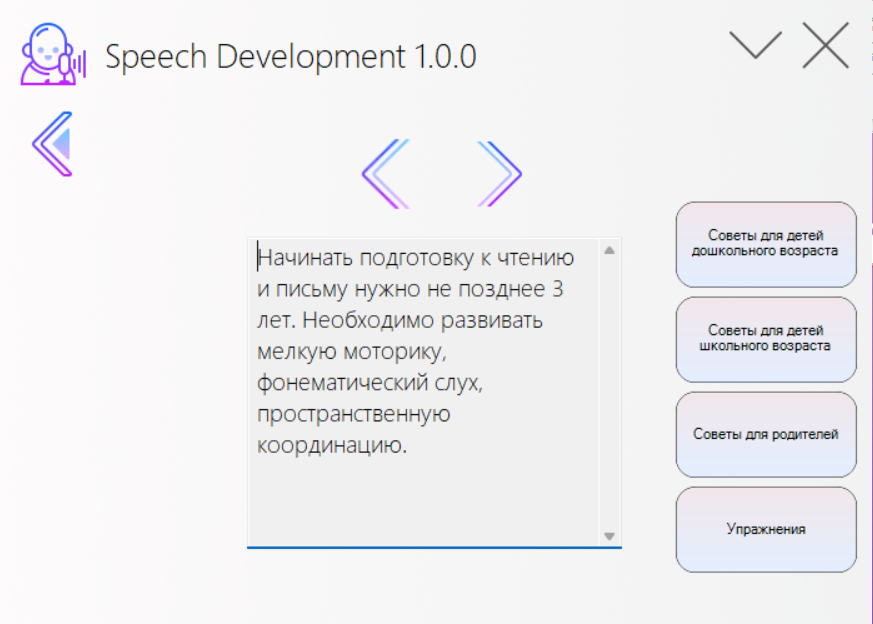 Speech Development 1.0.0
Начинать подготовку к чтению
и письму нужно не позднее 3
лет. Необходимо развивать
мелкую моторику,
фонематический слух,
пространственную
координацию.
Советы для детей
дошкольного возраста
Советы для детей
школьного возраста
Советы для родителей
Упражнения